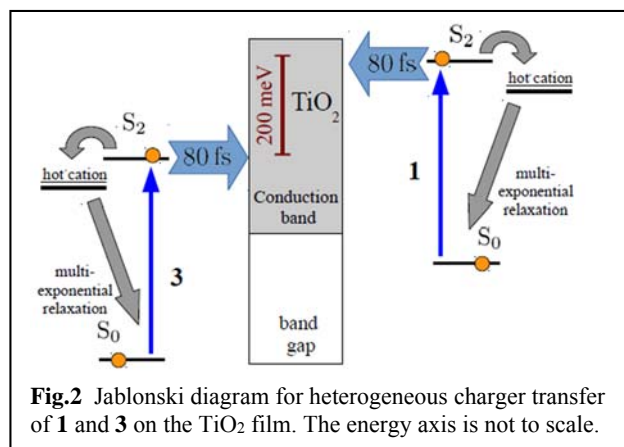 S2
80 fs
hot cation
multi-
exponential
relaxation
1
S0
200 meV
TiO2
Conduction
band
band
gap
S2
80 fs
hot cation
multi-
exponential
relaxation
3
S0
Fig.2 Jablonski diagram for heterogeneous charger transfer
of 1 and 3 on the TiO2 film. The energy axis is not to scale.